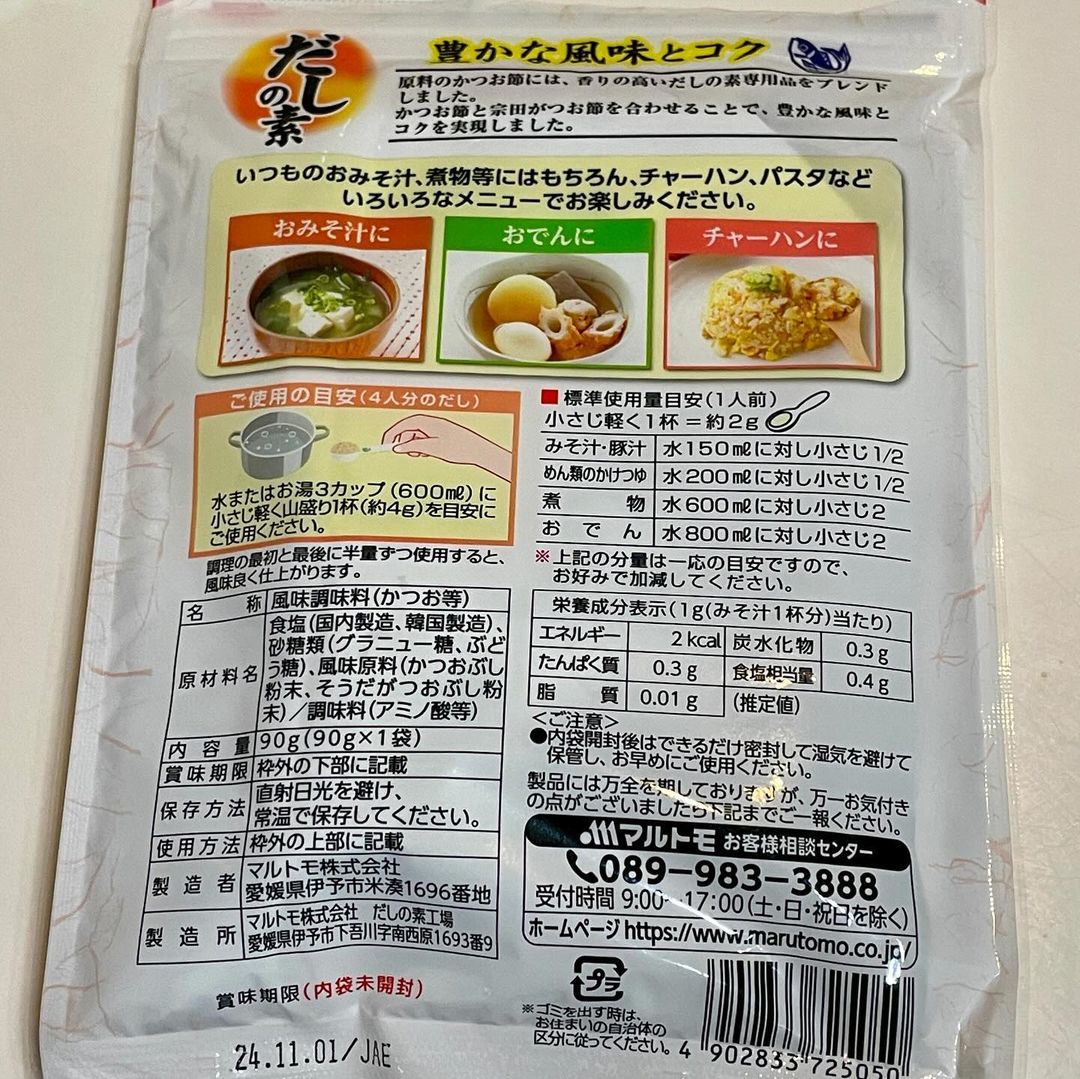 だしの素
豊かな風味とコク
原料のかつお節には、香りの高いだしの素専用品をブレンド
しました。
かつお節と宗田がつお節を合わせることで、豊かな風味と
コクを実現しました。
いつものおみそ汁、煮物等にはもちろん、チャーハン、パスタなど
いろいろなメニューでお楽しみください。
おみそ汁に
おでんに
チャーハンに
ご使用の目安(4人分のだし)
水またはお湯3カップ(600㎖)に
小さじ軽く山盛り1杯(約4g)を目安に
ご使用ください。
調理の最初と最後に半量ずつ使用すると、
風味良く仕上がります。
■標準使用量目安(1人前)
小さじ軽く1杯=約2g
みそ汁・豚汁 水150㎖に対し小さじ1/2
めん類のかけつゆ 水200㎖に対し小さじ1/2
煮物 水600㎖に対し小さじ2
おでん 水800㎖に対し小さじ2
※上記の分量は一応の目安ですので、
お好みで加減してください。
名称 風味調味料(かつお等)
原材料名 食塩(国内製造、韓国製造)、
砂糖類(グラニュー糖、ぶど
う糖)、風味原料(かつおぶし
粉末、そうだがつおぶし粉
末)/調味料(アミノ酸等)
内容量 90g(90g×1袋)
賞味期限 枠外の下部に記載
保存方法 直射日光を避け、
常温で保存してください。
使用方法 枠外の上部に記載
製造者 マルトモ株式会社
愛媛県伊予市米湊1696番地
製造所 マルトモ株式会社 だしの素工場
愛媛県伊予市下吾川字南西原1693番9
栄養成分表示(1g(みそ汁1杯分)当たり)
エネルギー 2kcal 炭水化物 0.3g
たんぱく質 0.3g 食塩相当量 0.4g
脂質 0.01g (推定値)
<ご注意>
●内袋開封後はできるだけ密封して湿気を避けて
保管し、お早めにご使用ください。
製品には万全を期しておりますが、万一お気付き
の点がございましたら下記までご一報ください。
マルトモ お客様相談センター
089-983-3888
受付時間 9:00~17:00(土・日・祝日を除く)
ホームページ https://www.marutomo.co.jp/
プラ
※ゴミを出す時は、
お住まいの自治体の
区分に従ってください。
4 902833 725050
賞味期限(内袋未開封)
24.11.01/JAE